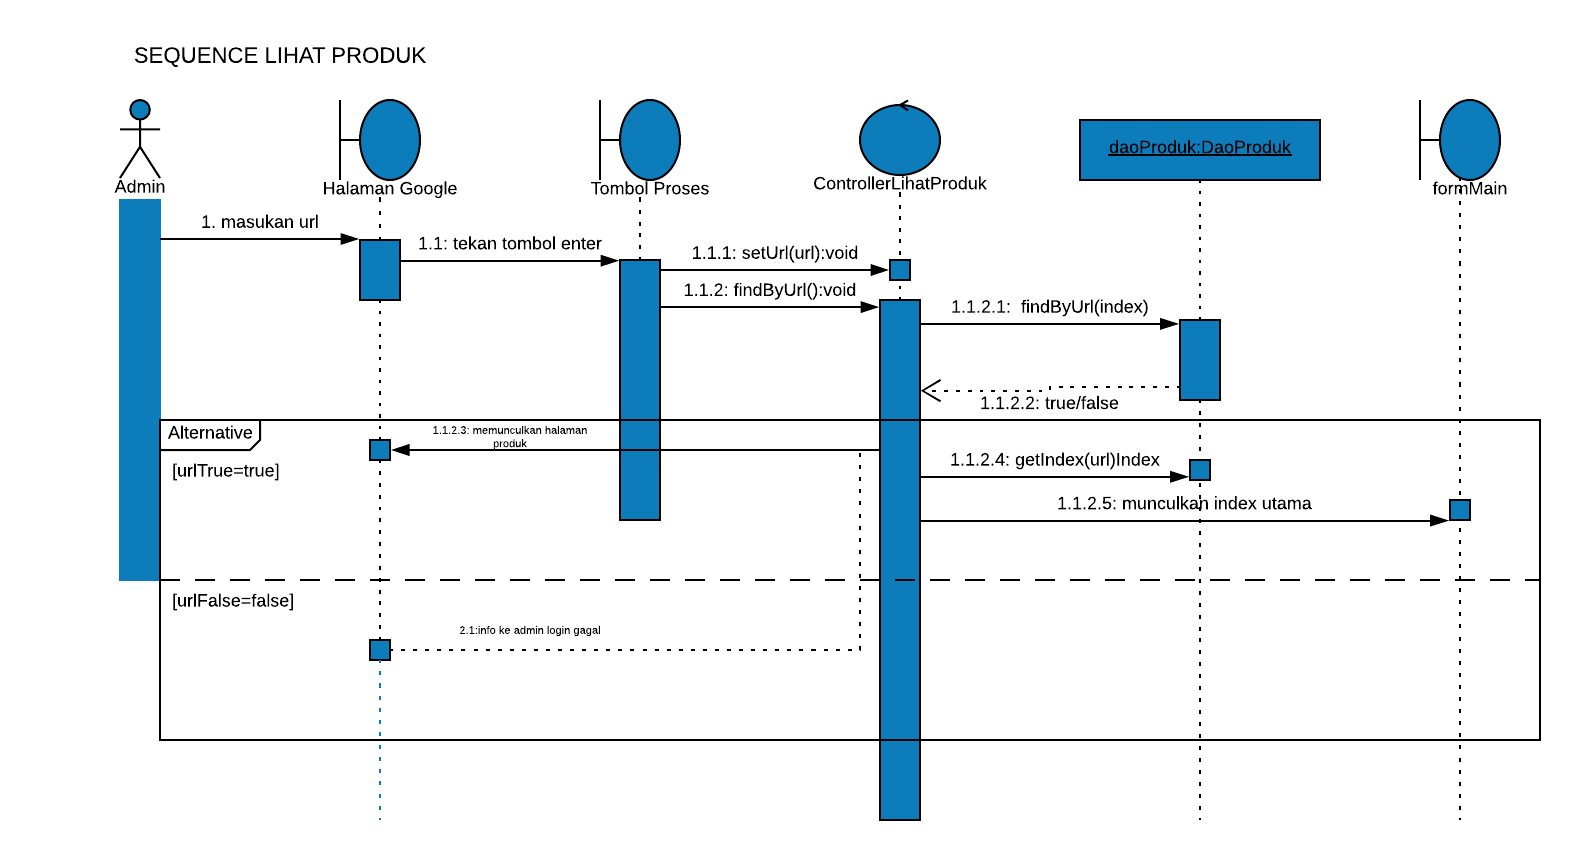 SEQUENCE LIHAT PRODUK
Admin
Halaman Google
Tombol Proses
ControllerLihatProduk
daoProduk:DaoProduk
formMain
1. masukan url
1.1: tekan tombol enter
1.1.1: setUrl(url):void
1.1.2: findByUrl():void
1.1.2.1:  findByUrl(index)
1.1.2.2: true/false
Alternative
1.1.2.3: memunculkan halaman
produk
[urlTrue=true]
1.1.2.4: getIndex(url)Index
1.1.2.5: munculkan index utama
[urlFalse=false]
2.1:info ke admin login gagal